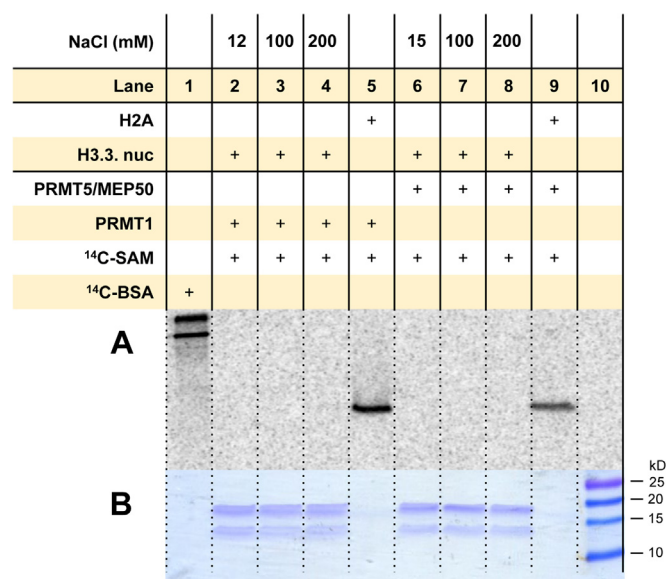 NaCl (mM) 12 100 200 15 100 200
Lane 1 2 3 4 5 6 7 8 9 10
H2A + +
H3.3. nuc + + + + + +
PRMT5/MEP50 + + + +
PRMT1 + + + +
¹⁴C-SAM + + + + + + + +
¹⁴C-BSA +
A
B
kD
25
20
15
10